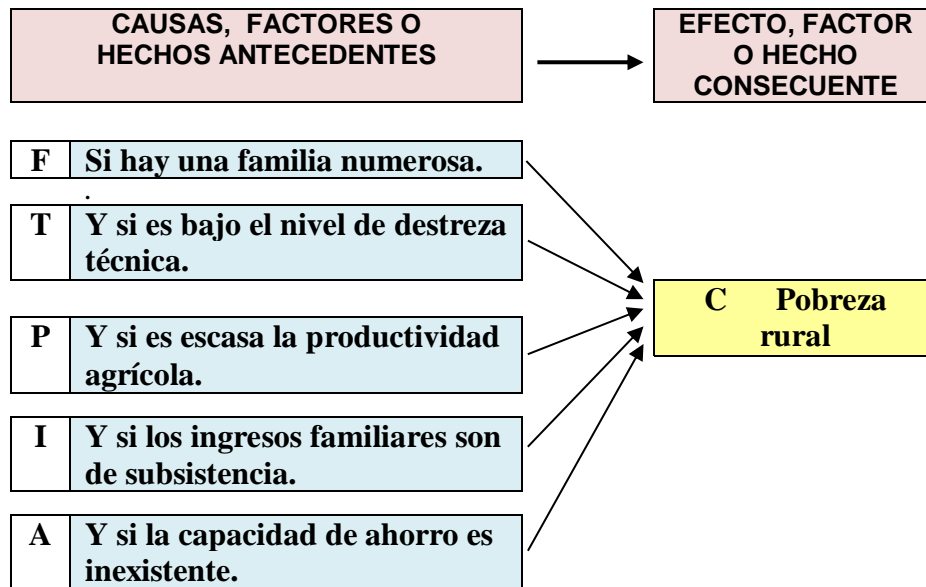 CAUSAS, FACTORES O
HECHOS ANTECEDENTES
EFECTO, FACTOR
O HECHO
CONSECUENTE
F Si hay una familia numerosa.
.
T Y si es bajo el nivel de destreza
técnica.
C Pobreza
rural
P Y si es escasa la productividad
agrícola.
I Y si los ingresos familiares son
de subsistencia.
A Y si la capacidad de ahorro es
inexistente.